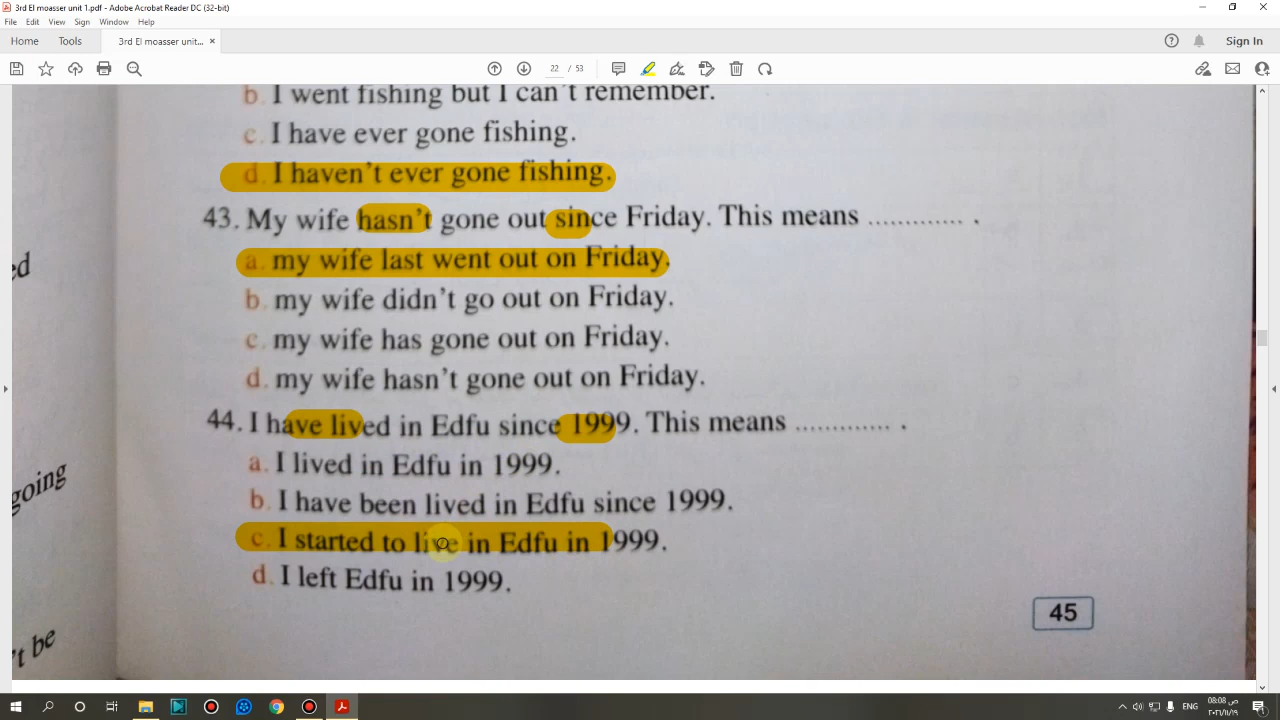 3rd El moasser unit 1.pdf - Adobe Acrobat Reader DC (32-bit)
File Edit View Sign Window Help
Home Tools 3rd El moasser unit... × Sign In
22 / 53
b. I went fishing but I can't remember.
c. I have ever gone fishing.
d. I haven't ever gone fishing.
43. My wife hasn't gone out since Friday. This means ............. .
a. my wife last went out on Friday.
b. my wife didn't go out on Friday.
c. my wife has gone out on Friday.
d. my wife hasn't gone out on Friday.
44. I have lived in Edfu since 1999. This means ............. .
a. I lived in Edfu in 1999.
b. I have been lived in Edfu since 1999.
c. I started to live in Edfu in 1999.
d. I left Edfu in 1999.
45
ed
going
't be
ENG
08:08 ص